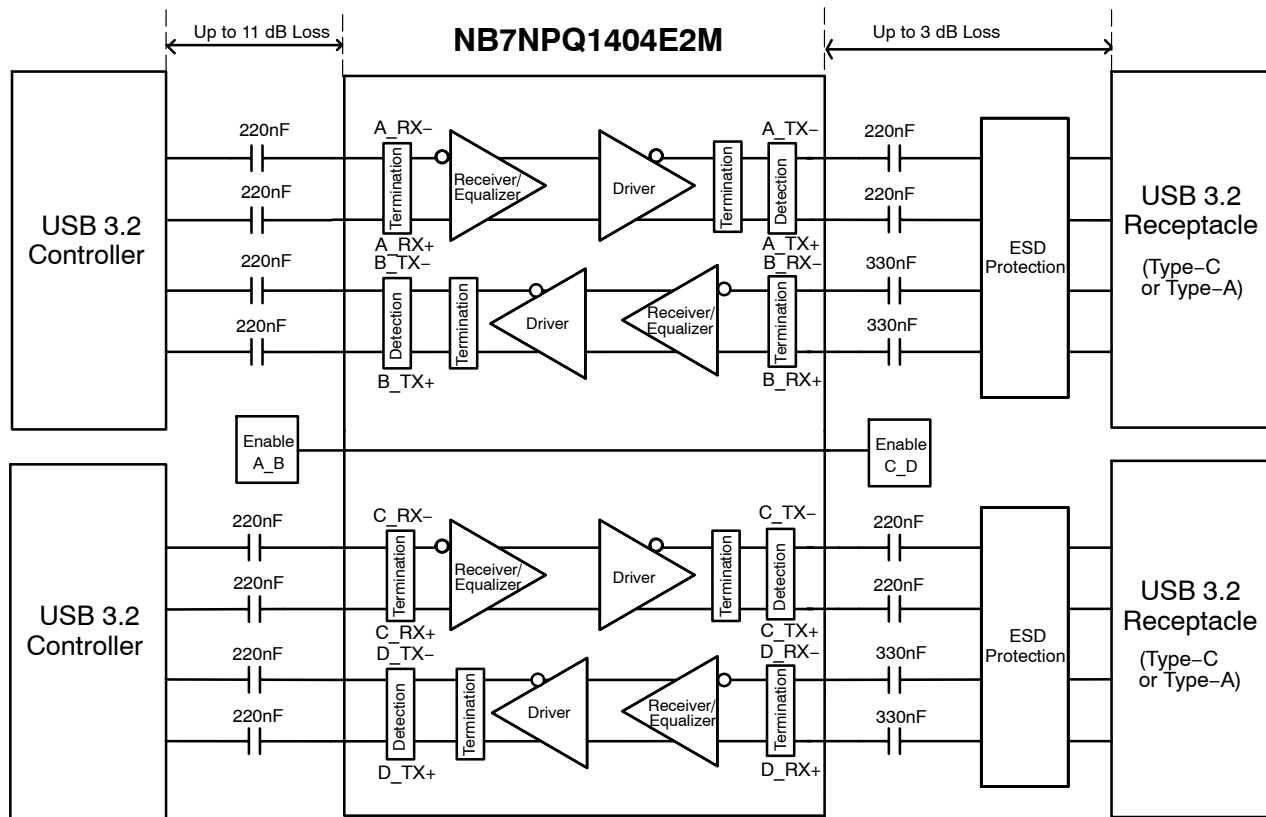 Up to 11 dB Loss
NB7NPQ1404E2M
Up to 3 dB Loss
USB 3.2
Controller
220nF
220nF
220nF
220nF
A_RX−
Termination
A_RX+
Receiver/
Equalizer
Driver
Termination
A_TX−
Detection
A_TX+
B_TX−
Detection
B_TX+
Termination
Driver
Receiver/
Equalizer
B_RX−
Termination
B_RX+
220nF
220nF
330nF
330nF
ESD
Protection
USB 3.2
Receptacle
(Type−C
or Type−A)
Enable
A_B
Enable
C_D
USB 3.2
Controller
220nF
220nF
220nF
220nF
C_RX−
Termination
C_RX+
Receiver/
Equalizer
Driver
Termination
C_TX−
Detection
C_TX+
D_TX−
Detection
D_TX+
Termination
Driver
Receiver/
Equalizer
D_RX−
Termination
D_RX+
220nF
220nF
330nF
330nF
ESD
Protection
USB 3.2
Receptacle
(Type−C
or Type−A)